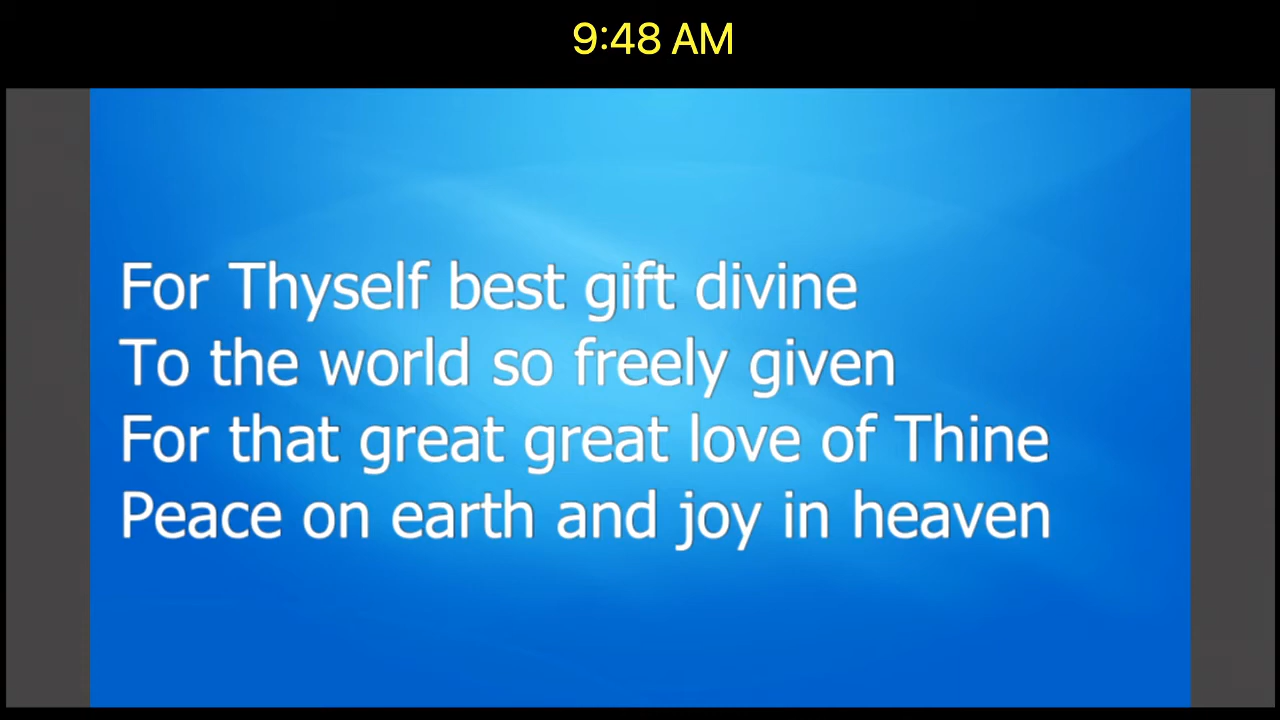 9:48 AM
For Thyself best gift divine
To the world so freely given
For that great great love of Thine
Peace on earth and joy in heaven